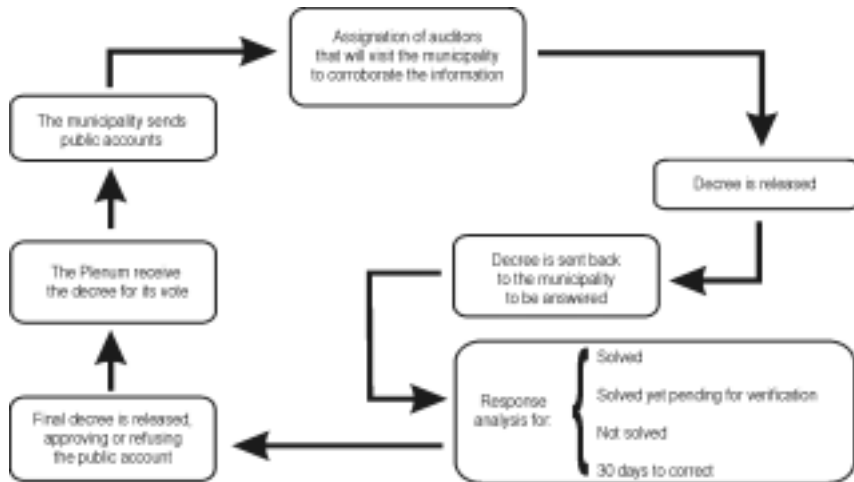 Assignation of auditors
that will visit the municipality
to corroborate the information
The municipality sends
public accounts
Decree is released
The Plenum receive
the decree for its vote
Decree is sent back
to the municipality
to be answered
Response
analysis for:
Solved
Solved yet pending for verification
Not solved
30 days to correct
Final decree is released,
approving or refusing
the public account